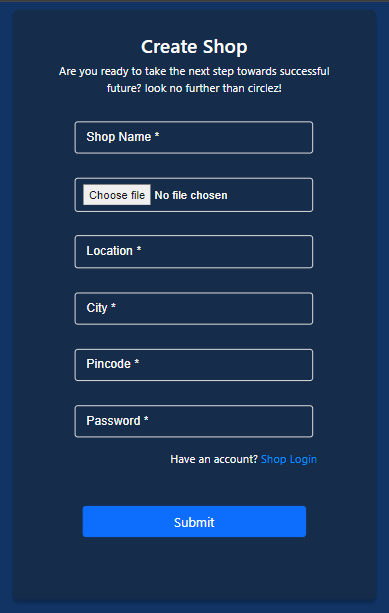 Create Shop
Are you ready to take the next step towards successful
future? look no further than circlez!
Shop Name *
Choose file No file chosen
Location *
City *
Pincode *
Password *
Have an account? Shop Login
Submit